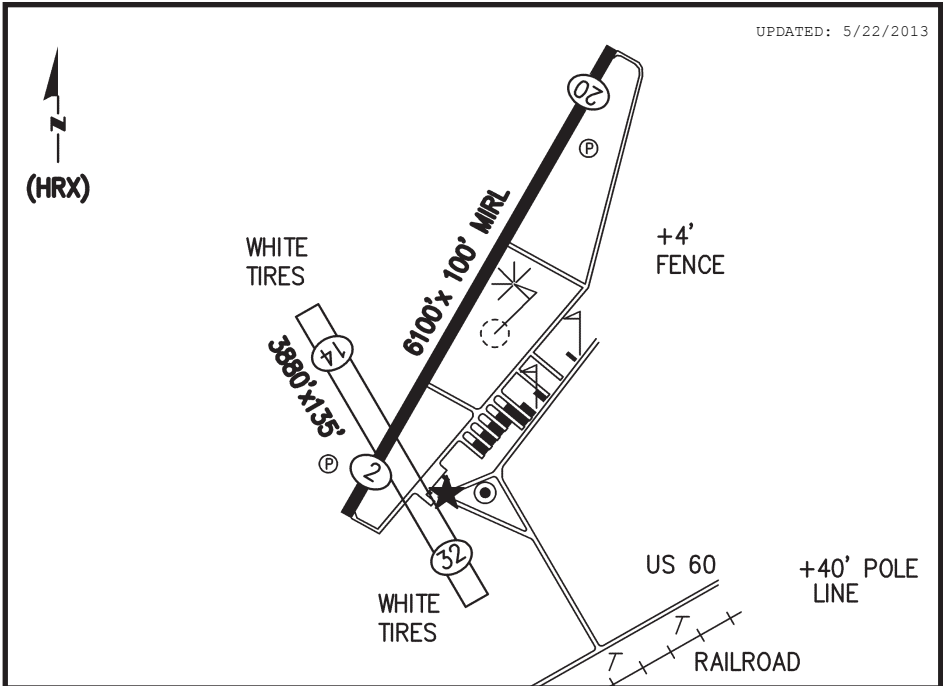 UPDATED: 5/22/2013
N
(HRX)
20
P
6100'x 100' MIRL
+4'
FENCE
WHITE
TIRES
14
3880'x135'
P
2
32
WHITE
TIRES
US 60
+40' POLE
LINE
T
T
RAILROAD